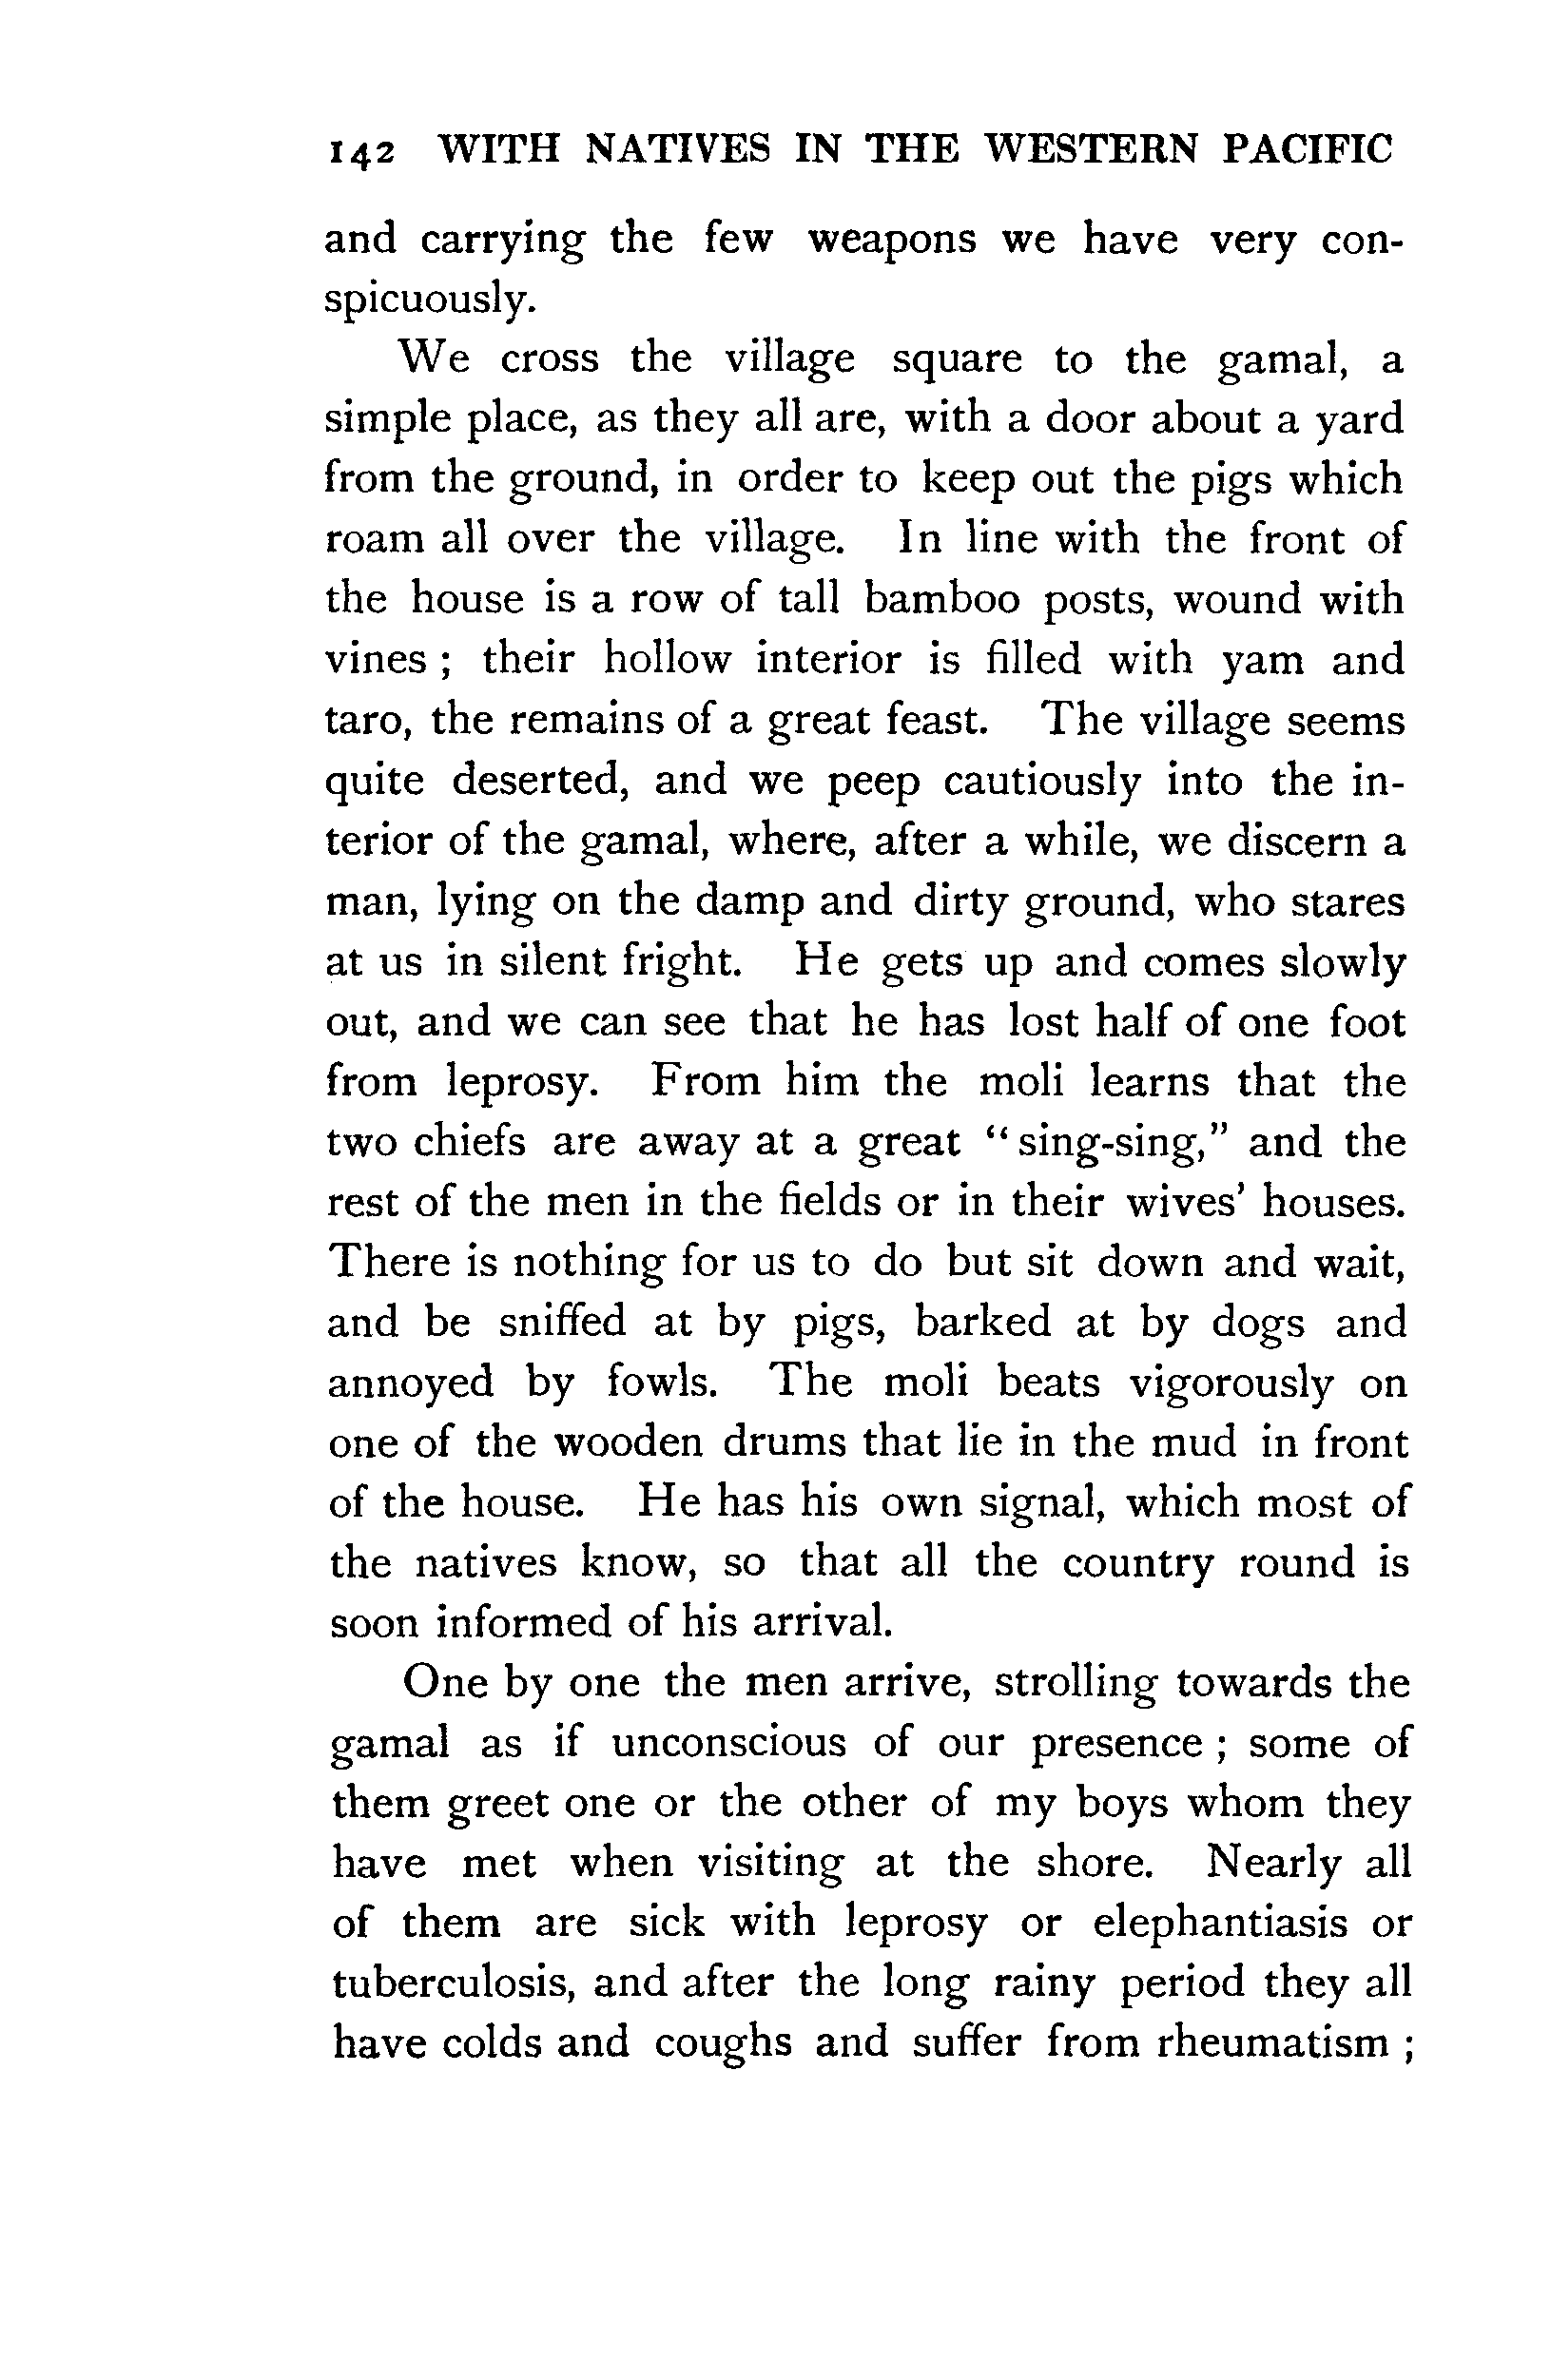 142 WITH NATIVES IN THE WESTERN PACIFIC
and carrying the few weapons we have very con-
spicuously.
We cross the village square to the gamal, a
simple place, as they all are, with a door about a yard
from the ground, in order to keep out the pigs which
roam all over the village. In line with the front of
the house is a row of tall bamboo posts, wound with
vines ; their hollow interior is filled with yam and
taro, the remains of a great feast. The village seems
quite deserted, and we peep cautiously into the in-
terior of the gamal, where, after a while, we discern a
man, lying on the damp and dirty ground, who stares
at us in silent fright. He gets up and comes slowly
out, and we can see that he has lost half of one foot
from leprosy. From him the moli learns that the
two chiefs are away at a great “sing-sing,” and the
rest of the men in the fields or in their wives’ houses.
There is nothing for us to do but sit down and wait,
and be sniffed at by pigs, barked at by dogs and
annoyed by fowls. The moli beats vigorously on
one of the wooden drums that lie in the mud in front
of the house. He has his own signal, which most of
the natives know, so that all the country round is
soon informed of his arrival.
One by one the men arrive, strolling towards the
gamal as if unconscious of our presence ; some of
them greet one or the other of my boys whom they
have met when visiting at the shore. Nearly all
of them are sick with leprosy or elephantiasis or
tuberculosis, and after the long rainy period they all
have colds and coughs and suffer from rheumatism ;